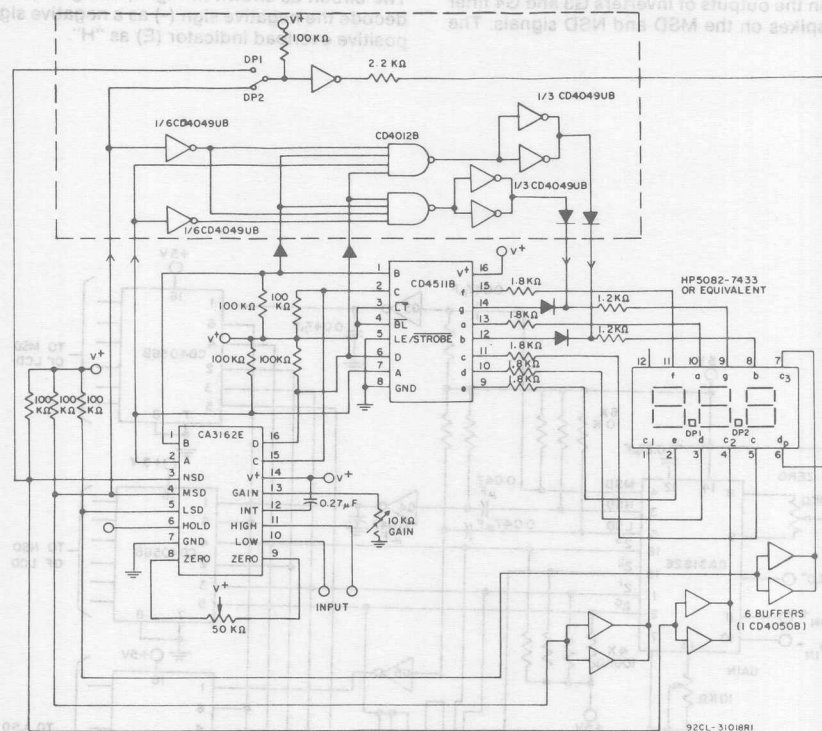 in the outputs of inverters G3 and G4 filter
spikes on the MSD and NSD signals. The
decode the negative sign (-) as a negative sig
positive overload indicator (E) as "H".
V+
100 KΩ
DP1
DP2
2.2 KΩ
1/6 CD4049UB
CD4012B
1/3 CD4049UB
1/3 CD4049UB
1/6CD4049UB
V+
1 B V+ 16
2 C CD4511B f 15
3 LT g 14
4 BL a 13
5 LE/STROBE b 12
6 D c 11
7 A d 10
8 GND e 9
1.8KΩ
1.8KΩ
1.8KΩ
1.8KΩ
1.8KΩ
1.2KΩ
1.2KΩ
HP5082-7433
OR EQUIVALENT
100 KΩ
100 KΩ
V+
100KΩ
100KΩ
V+
100 KΩ
100 KΩ
100 KΩ
12 11 10 9 8 7
f a g b c3
DP1 DP2
c1 e d c2 c dp
1 2 3 4 5 6
CA3162E
1 B D 16
2 A C 15
3 NSD V+ 14
4 MSD GAIN 13
5 LSD INT 12
6 HOLD HIGH 11
7 GND LOW 10
8 ZERO ZERO 9
V+
0.27µF
10KΩ
GAIN
V+
50 KΩ
INPUT
6 BUFFERS
(1 CD4050B)
92CL-31018R1